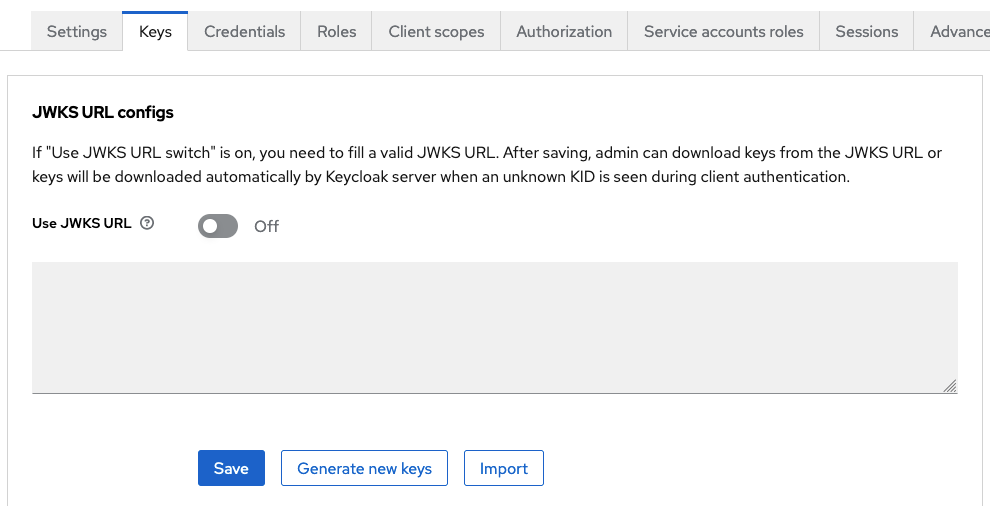 Settings Keys Credentials Roles Client scopes Authorization Service accounts roles Sessions Advance
JWKS URL configs
If "Use JWKS URL switch" is on, you need to fill a valid JWKS URL. After saving, admin can download keys from the JWKS URL or
keys will be downloaded automatically by Keycloak server when an unknown KID is seen during client authentication.
Use JWKS URL ? Off
Save Generate new keys Import